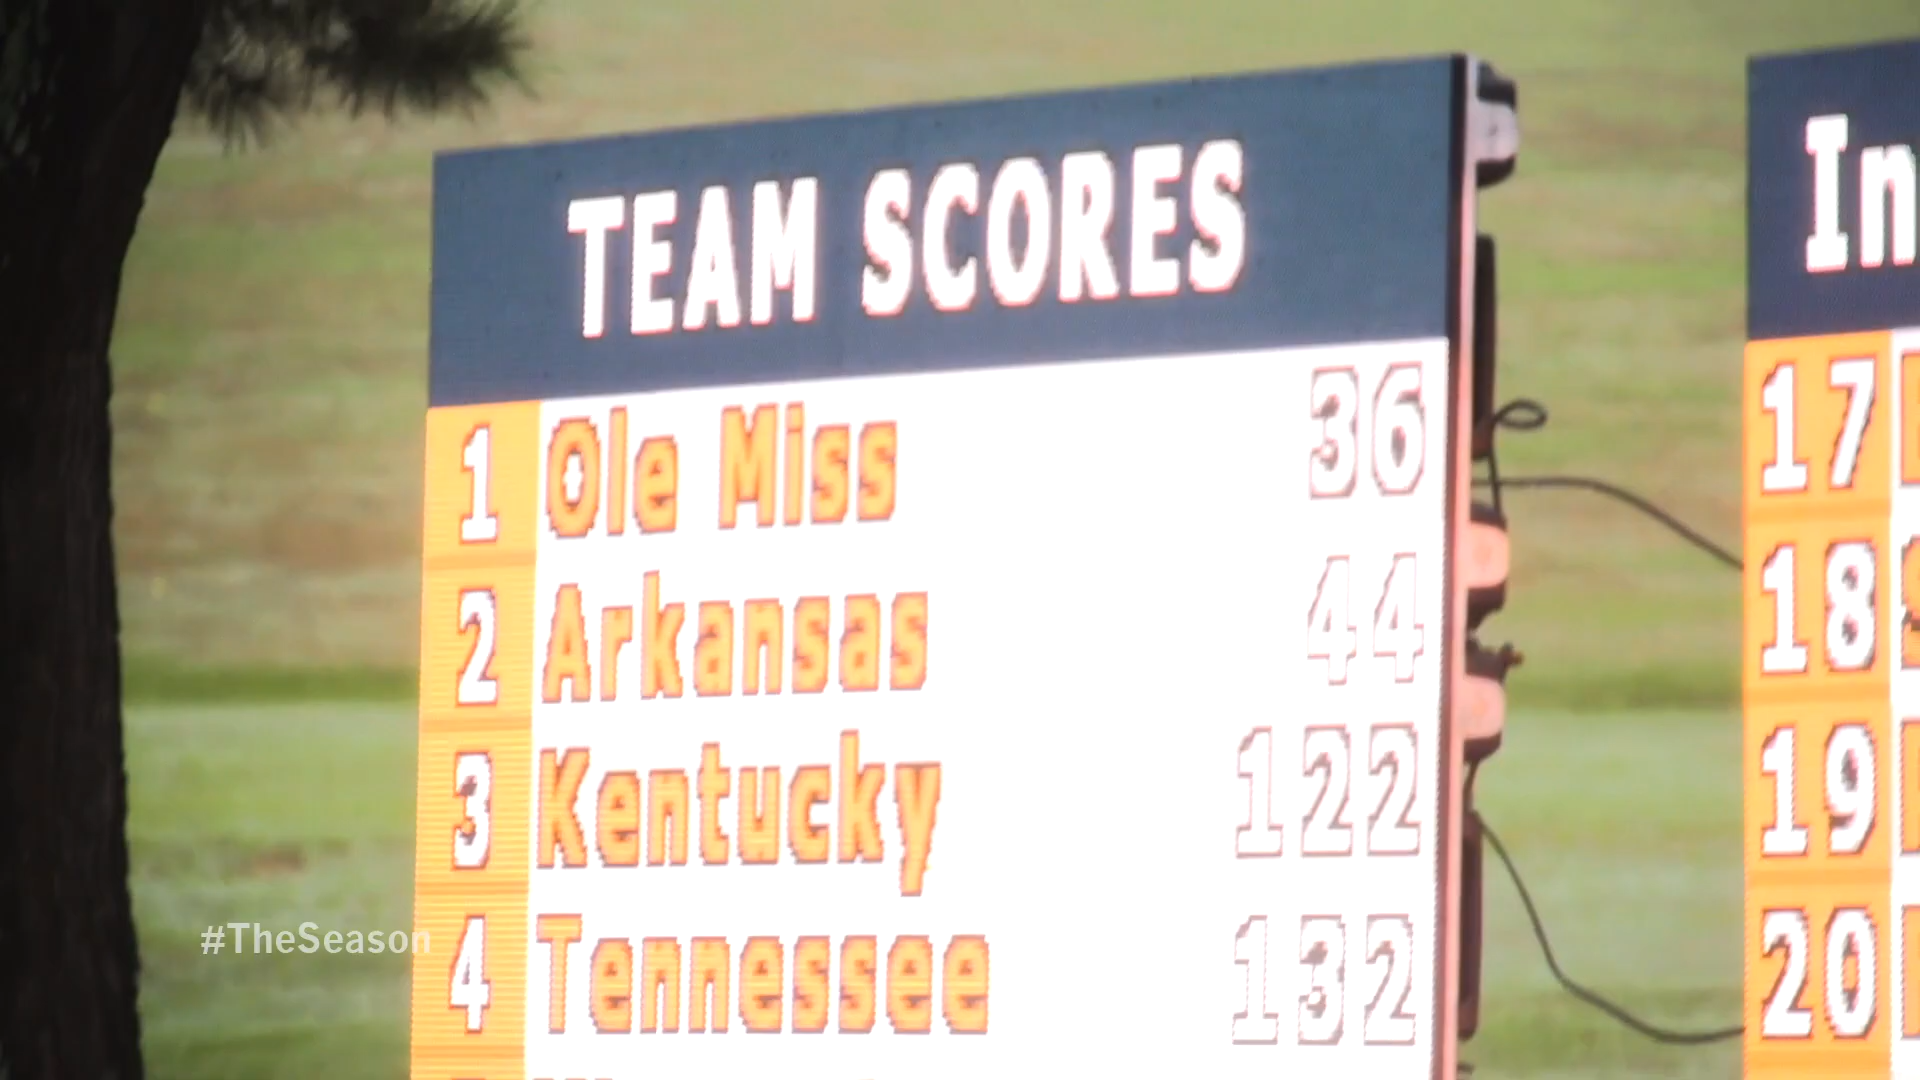 TEAM SCORES
1 Ole Miss 36
2 Arkansas 44
3 Kentucky 122
4 Tennessee 132
In
17
18
19
20
#TheSeason